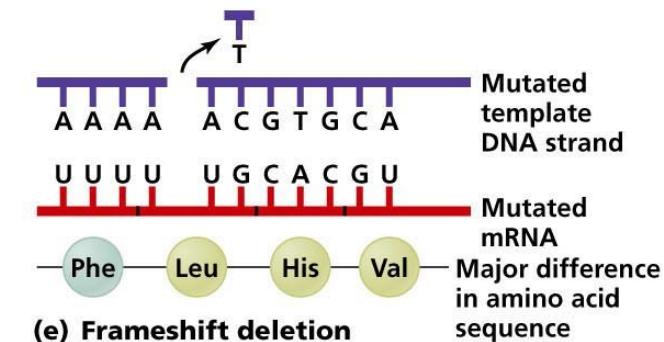 T
A A A A A C G T G C A
Mutated
template
DNA strand
U U U U U G C A C G U
Mutated
mRNA
Phe Leu His Val
Major difference
in amino acid
sequence
(e) Frameshift deletion